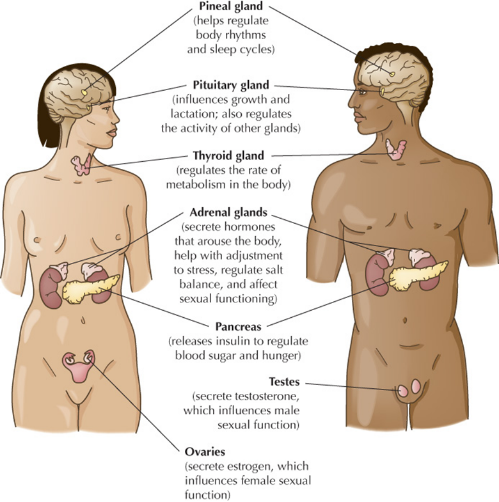 Pineal gland
(helps regulate
body rhythms
and sleep cycles)
Pituitary gland
(influences growth and
lactation; also regulates
the activity of other glands)
Thyroid gland
(regulates the rate of
metabolism in the body)
Adrenal glands
(secrete hormones
that arouse the body,
help with adjustment
to stress, regulate salt
balance, and affect
sexual functioning)
Pancreas
(releases insulin to regulate
blood sugar and hunger)
Testes
(secrete testosterone,
which influences male
sexual function)
Ovaries
(secrete estrogen, which
influences female sexual
function)